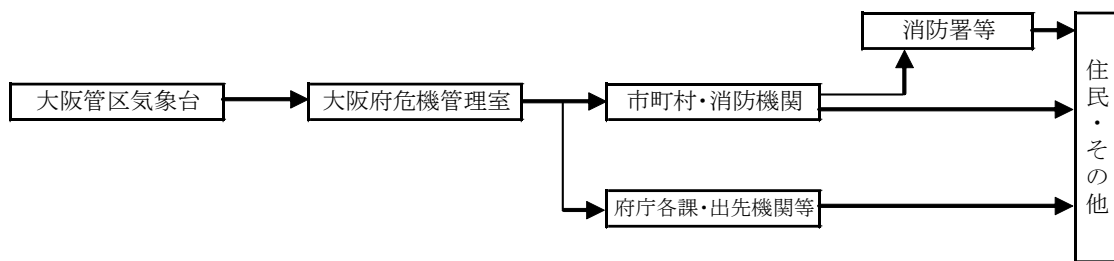 消防署等
大阪管区気象台
大阪府危機管理室
市町村・消防機関
府庁各課・出先機関等
住民・その他